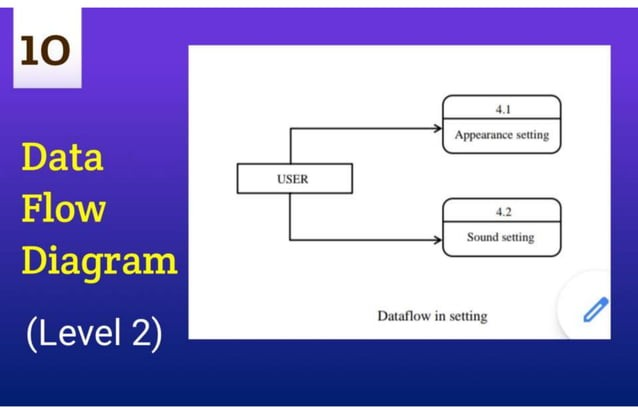 10
Data
Flow
Diagram
(Level 2)
4.1
Appearance setting
USER
4.2
Sound setting
Dataflow in setting